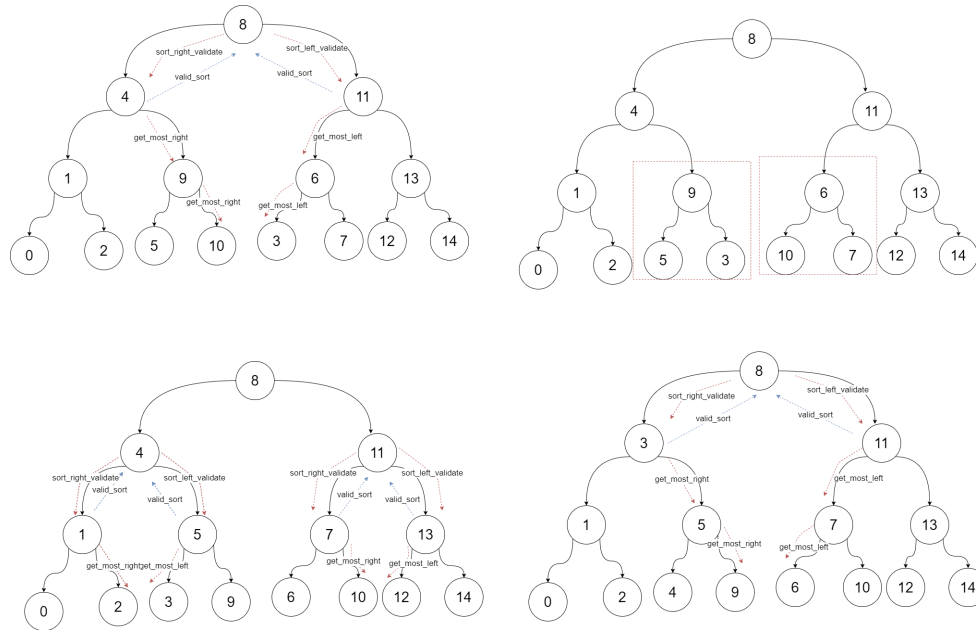 8
sort_right_validate
sort_left_validate
valid_sort
valid_sort
4
11
get_most_right
get_most_left
1
9
6
13
get_most_right
get_most_left
0
2
5
10
3
7
12
14
8
4
11
1
9
6
13
0
2
5
3
10
7
12
14
8
4
11
sort_right_validate
sort_left_validate
sort_right_validate
sort_left_validate
valid_sort
valid_sort
valid_sort
valid_sort
1
5
7
13
get_most_right
get_most_left
get_most_right
get_most_left
0
2
3
9
6
10
12
14
8
sort_right_validate
sort_left_validate
valid_sort
valid_sort
3
11
get_most_right
get_most_left
1
5
7
13
get_most_right
get_most_left
0
2
4
9
6
10
12
14